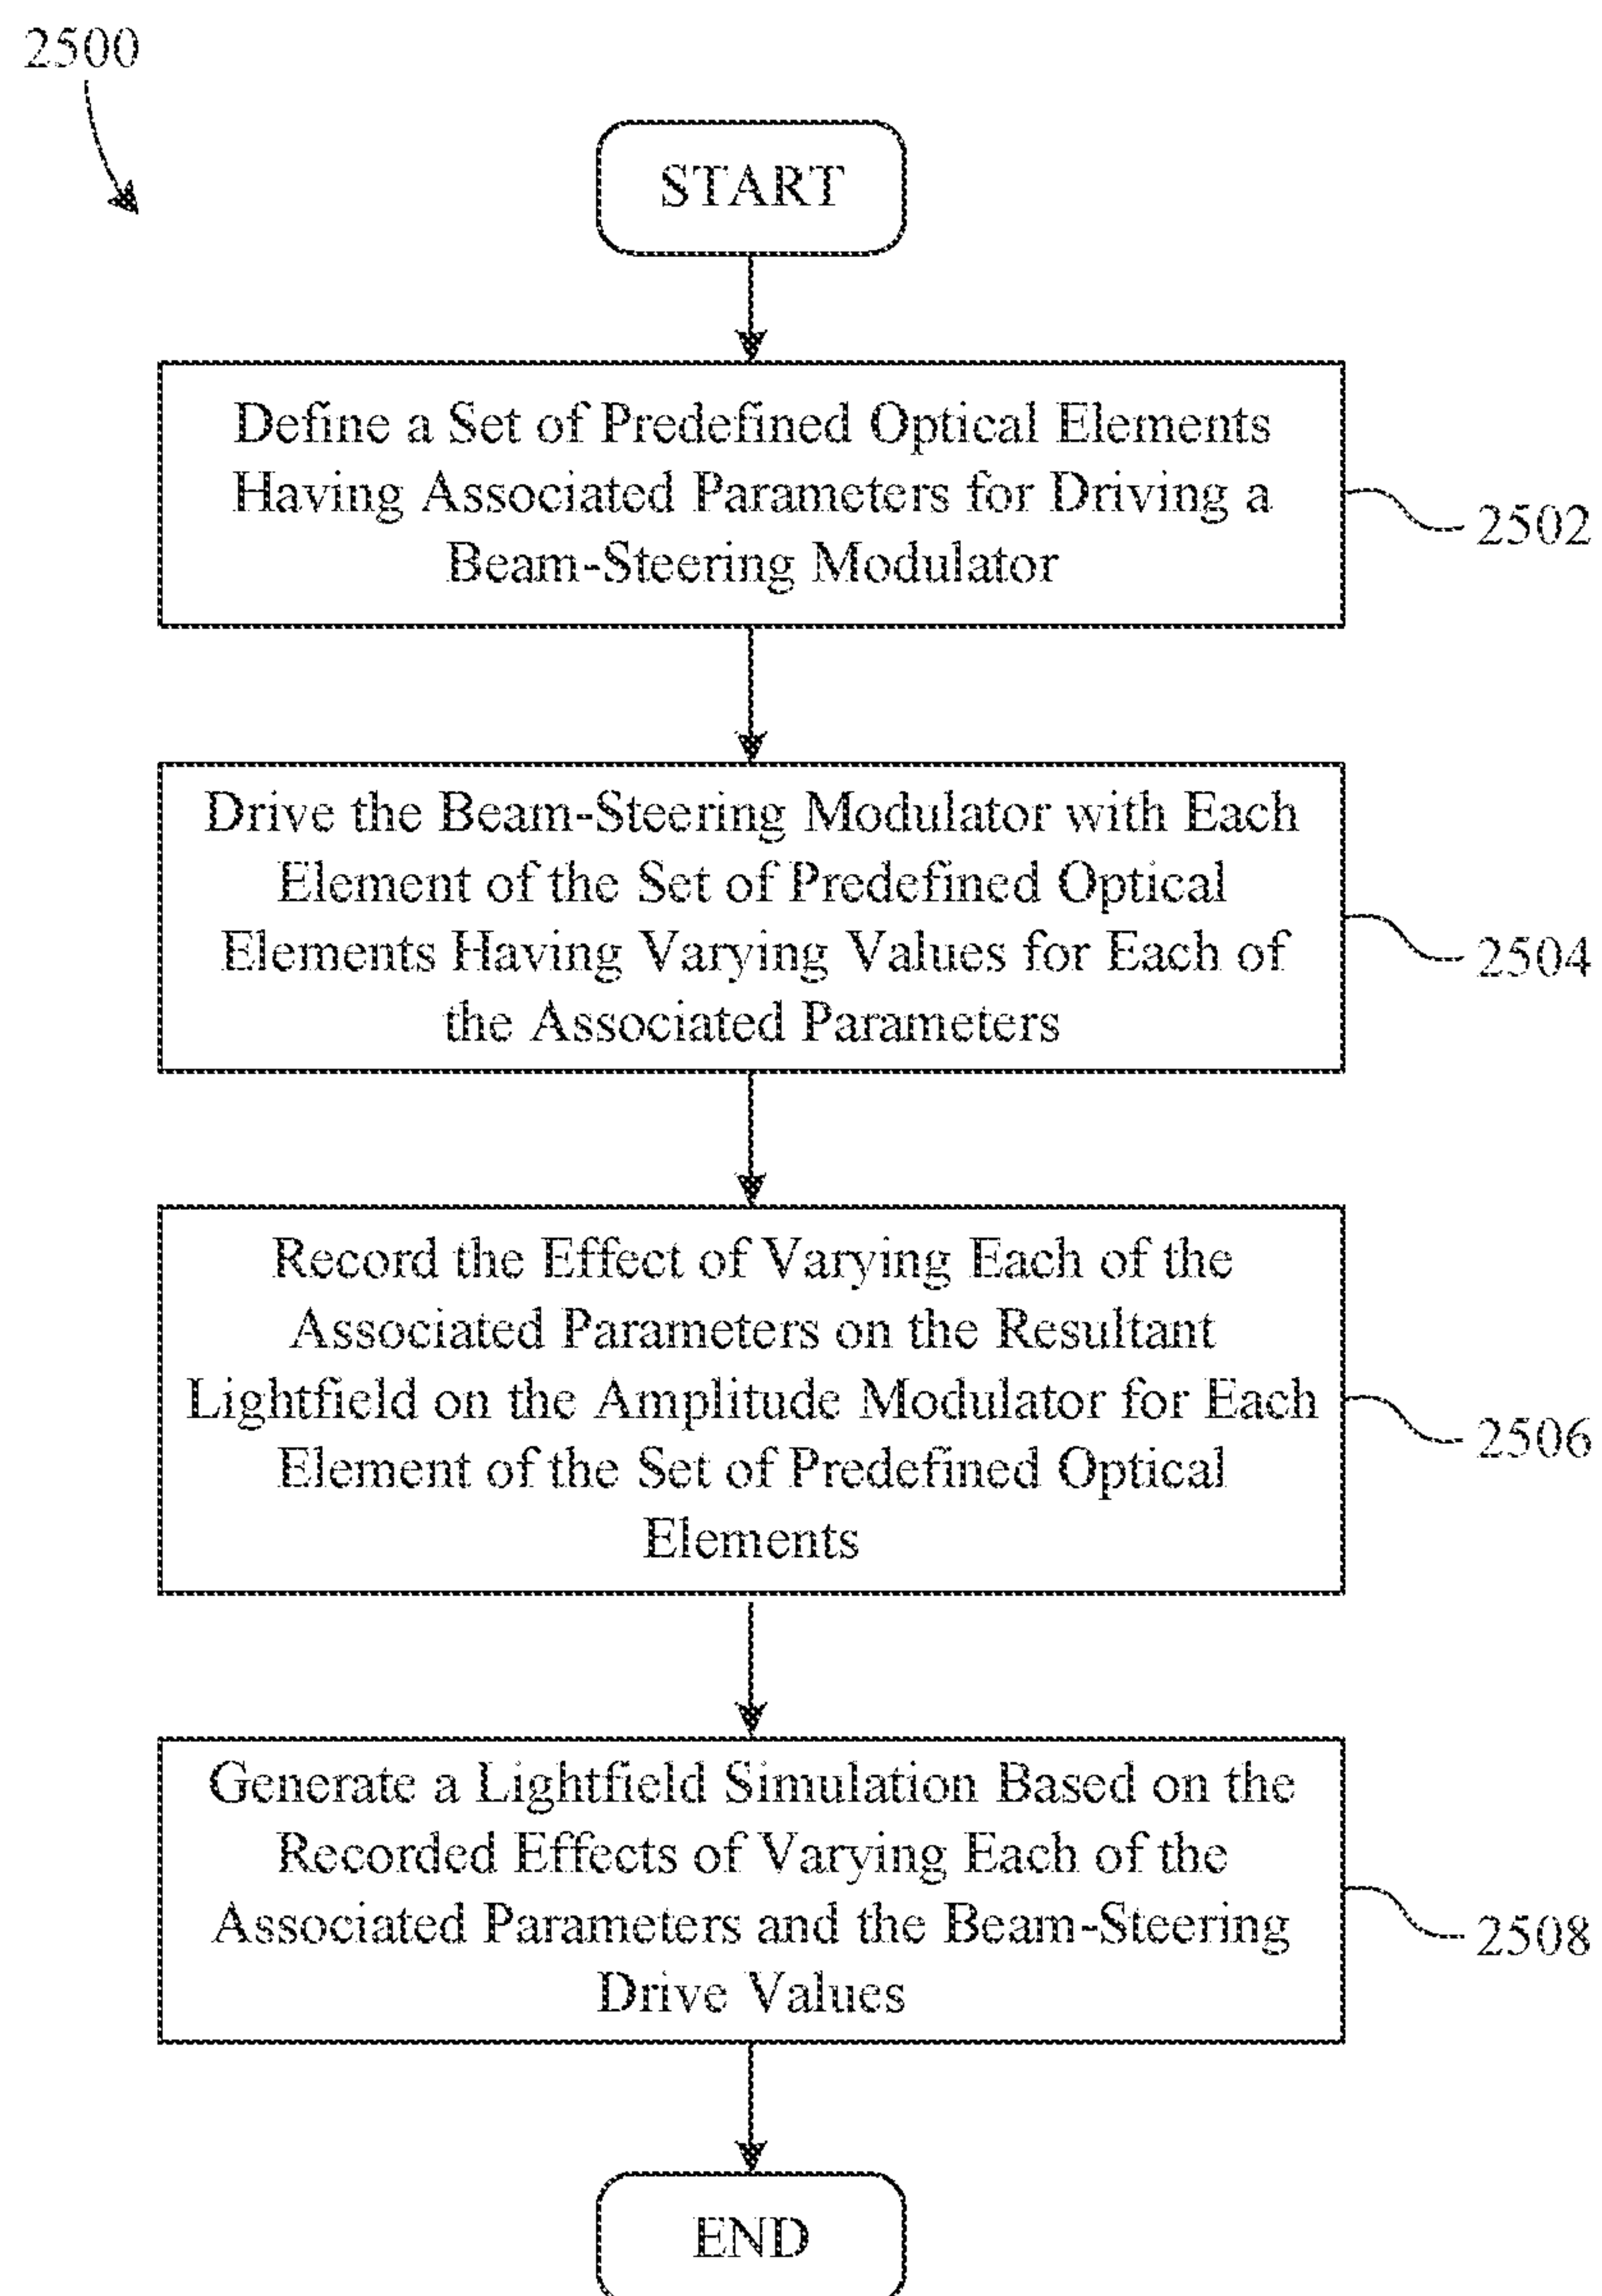 2500
START
Define a Set of Predefined Optical Elements
Having Associated Parameters for Driving a
Beam-Steering Modulator
2502
Drive the Beam-Steering Modulator with Each
Element of the Set of Predefined Optical
Elements Having Varying Values for Each of
the Associated Parameters
2504
Record the Effect of Varying Each of the
Associated Parameters on the Resultant
Lightfield on the Amplitude Modulator for Each
Element of the Set of Predefined Optical
Elements
2506
Generate a Lightfield Simulation Based on the
Recorded Effects of Varying Each of the
Associated Parameters and the Beam-Steering
Drive Values
2508
END